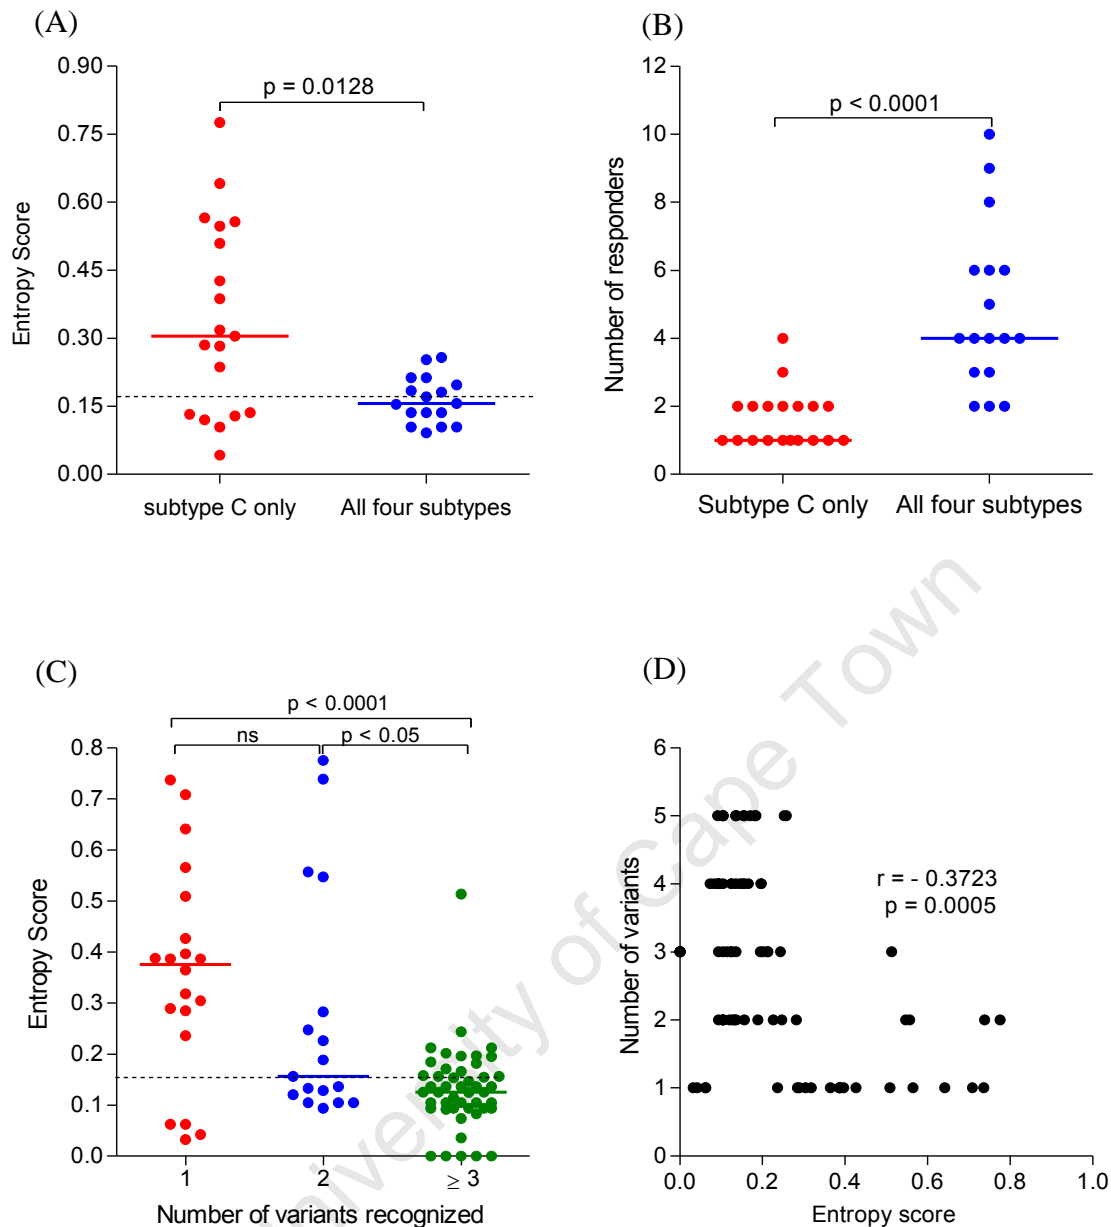 (A)
p = 0.0128
Entropy Score
0.90
0.75
0.60
0.45
0.30
0.15
0.00
subtype C only All four subtypes
(B)
p < 0.0001
Number of responders
12
10
8
6
4
2
0
Subtype C only All four subtypes
(C)
p < 0.0001
ns p < 0.05
Entropy Score
0.8
0.7
0.6
0.5
0.4
0.3
0.2
0.1
0.0
1 2 ≥ 3
Number of variants recognized
(D)
r = - 0.3723
p = 0.0005
Number of variants
6
5
4
3
2
1
0
0.0 0.2 0.4 0.6 0.8 1.0
Entropy score
University of Cape Town